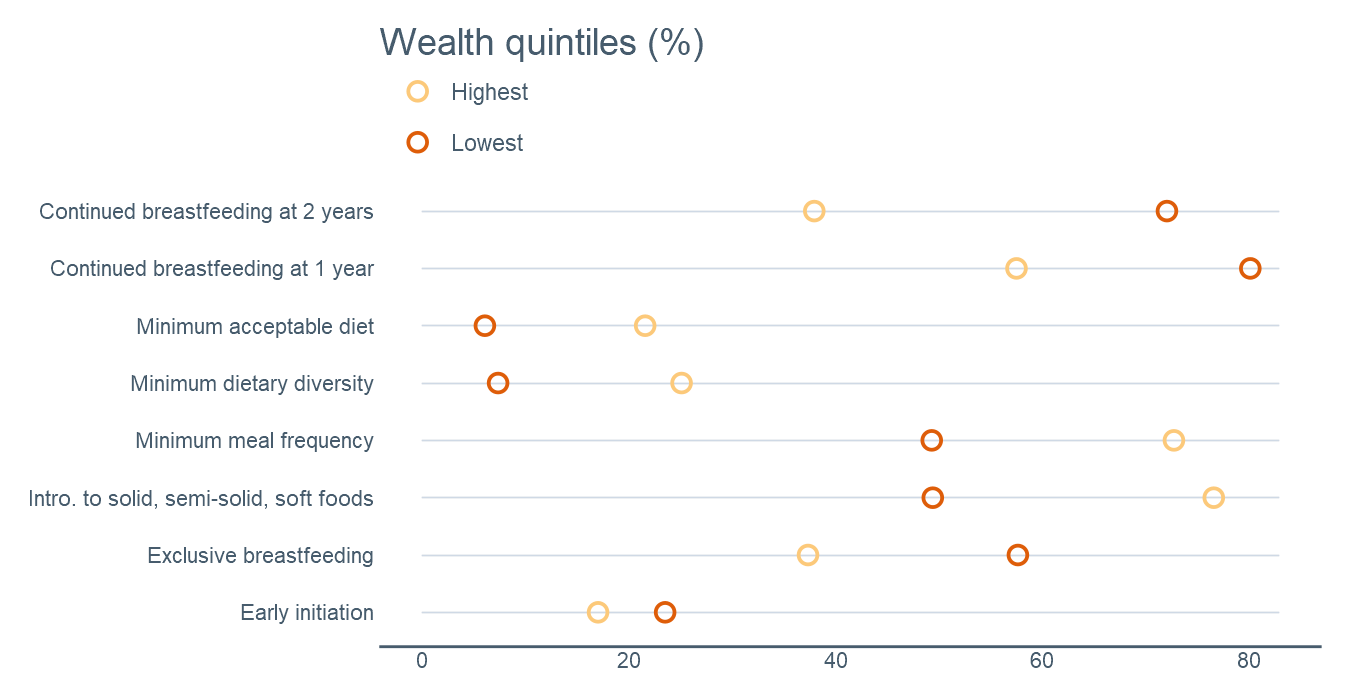 Wealth quintiles (%)
Highest
Lowest
Continued breastfeeding at 2 years
Continued breastfeeding at 1 year
Minimum acceptable diet
Minimum dietary diversity
Minimum meal frequency
Intro. to solid, semi-solid, soft foods
Exclusive breastfeeding
Early initiation
0 20 40 60 80